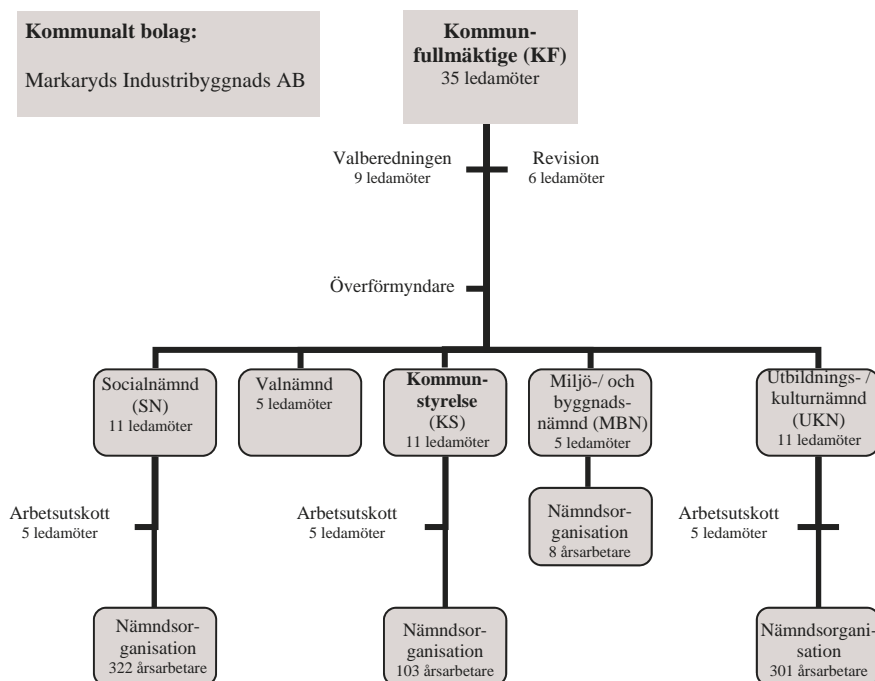 Kommunalt bolag:
Markaryds Industribyggnads AB
Kommun-
fullmäktige (KF)
35 ledamöter
Valberedningen
9 ledamöter
Revision
6 ledamöter
Överförmyndare
Socialnämnd
(SN)
11 ledamöter
Valnämnd
5 ledamöter
Kommun-
styrelse
(KS)
11 ledamöter
Miljö-/ och
byggnads-
nämnd (MBN)
5 ledamöter
Utbildnings- /
kulturnämnd
(UKN)
11 ledamöter
Arbetsutskott
5 ledamöter
Arbetsutskott
5 ledamöter
Nämndsor-
ganisation
8 årsarbetare
Arbetsutskott
5 ledamöter
Nämndsor-
ganisation
322 årsarbetare
Nämndsor-
ganisation
103 årsarbetare
Nämndsorgani-
sation
301 årsarbetare